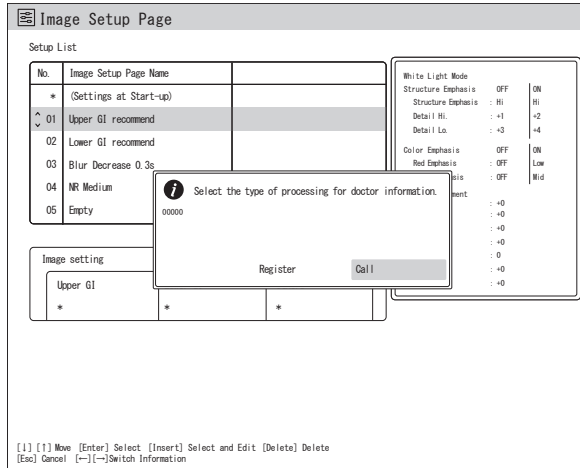 Image Setup Page
Setup List
No. Image Setup Page Name
* (Settings at Start-up)
01 Upper GI recommend
02 Lower GI recommend
03 Blur Decrease 0.3s
04 NR Medium
05 Empty
White Light Mode
Structure Emphasis OFF ON
Structure Emphasis : Hi Hi
Detail Hi. : +1 +2
Detail Lo. : +3 +4
Color Emphasis OFF ON
Red Emphasis : OFF Low
sis : OFF Mid
ment
: +0
: +0
: +0
: +0
: 0
: +0
: +0
Select the type of processing for doctor information.
00000
Register Call
Image setting
Upper GI
* * *
[↓] [↑] Move [Enter] Select [Insert] Select and Edit [Delete] Delete
[Esc] Cancel [←][→]Switch Information